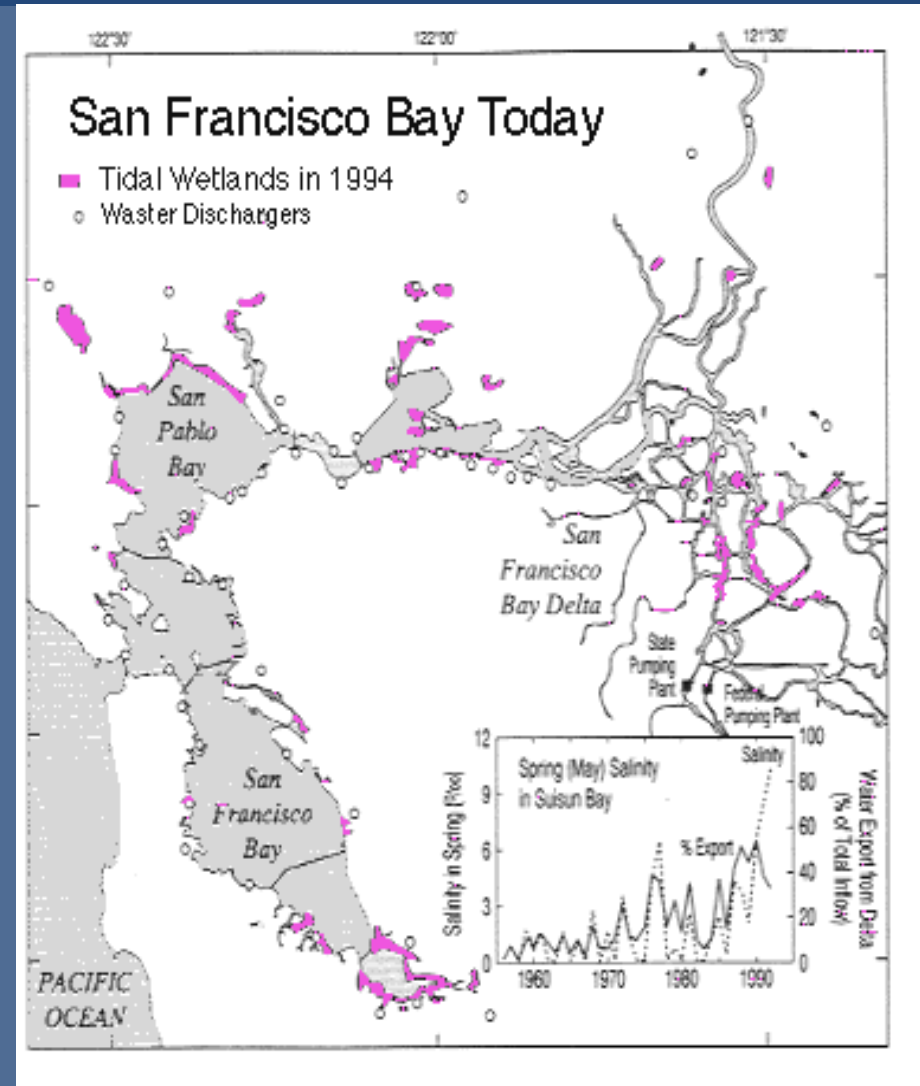 122°30'
122°00'
121°30'
San Francisco Bay Today
Tidal Wetlands in 1994
Waster Dischargers
San
Pablo
Bay
San
Francisco
Bay Delta
State
Pumping
Plant
Federal
Pumping Plant
San
Francisco
Bay
PACIFIC
OCEAN
Spring (May) Salinity
in Suisun Bay
Salinity
% Export
Salinity in Spring (‰)
12
9
6
3
0
1960
1970
1980
1990
100
80
60
40
20
0
Water Export from Delta
(% of Total Inflow)